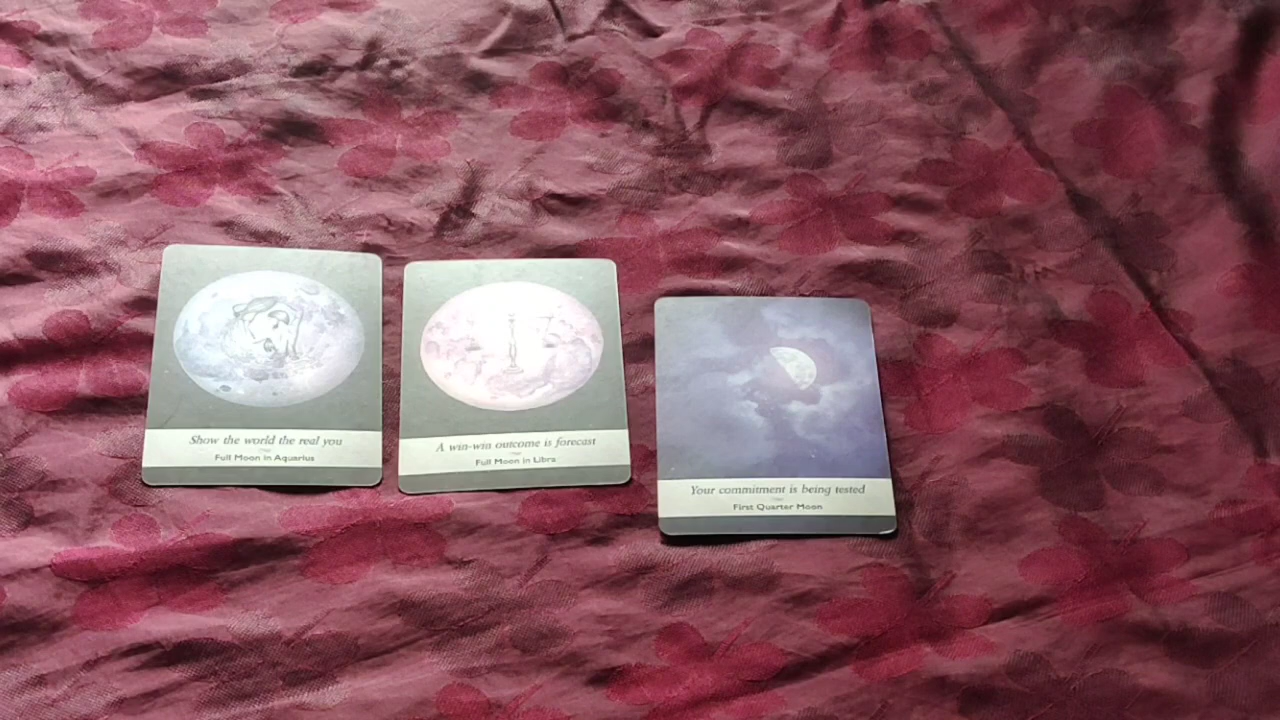 Show the world the real you
Full Moon in Aquarius
A win-win outcome is forecast
Full Moon in Libra
Your commitment is being tested
First Quarter Moon